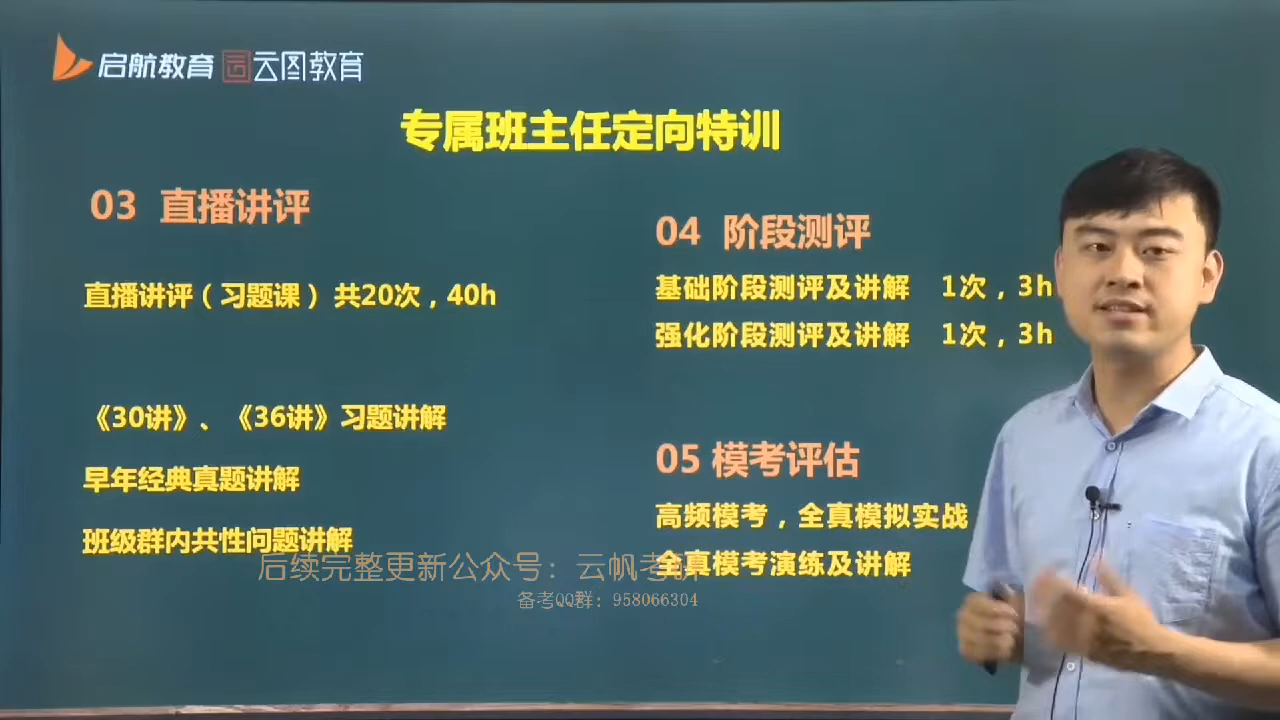 启航教育 云图教育
专属班主任定向特训
03 直播讲评
直播讲评（习题课）共20次，40h
《30讲》、《36讲》习题讲解
早年经典真题讲解
班级群内共性问题讲解
04 阶段测评
基础阶段测评及讲解 1次，3h
强化阶段测评及讲解 1次，3h
05 模考评估
高频模考，全真模拟实战
全真模考演练及讲解
后续完整更新公众号：云帆考研
备考QQ群：958066304